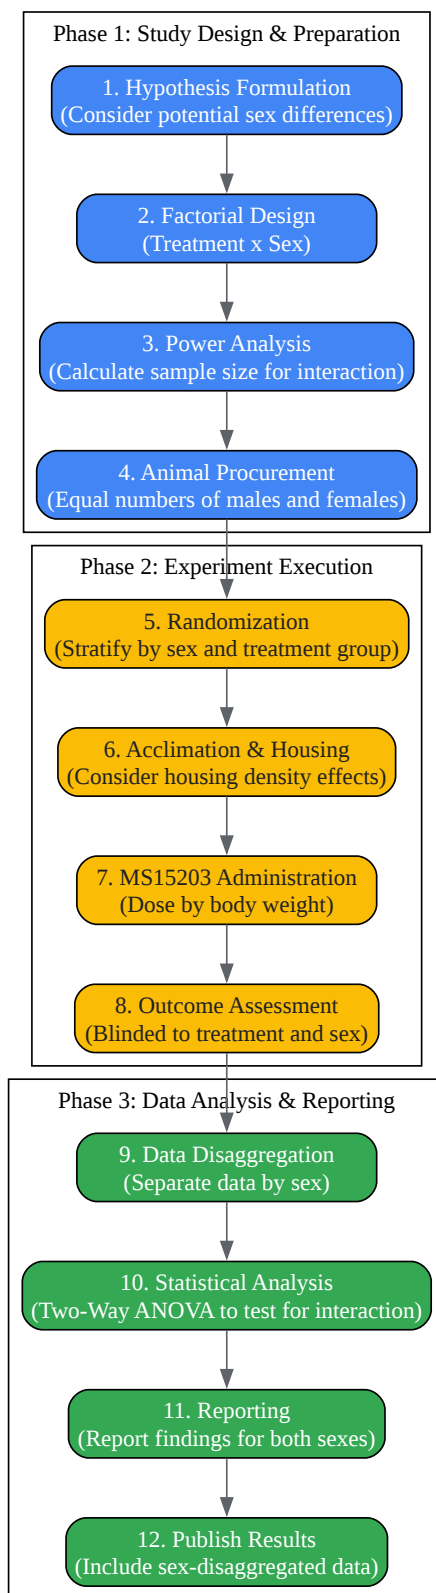 Phase 1: Study Design & Preparation
1. Hypothesis Formulation
(Consider potential sex differences)
2. Factorial Design
(Treatment x Sex)
3. Power Analysis
(Calculate sample size for interaction)
4. Animal Procurement
(Equal numbers of males and females)
Phase 2: Experiment Execution
5. Randomization
(Stratify by sex and treatment group)
6. Acclimation & Housing
(Consider housing density effects)
7. MS15203 Administration
(Dose by body weight)
8. Outcome Assessment
(Blinded to treatment and sex)
Phase 3: Data Analysis & Reporting
9. Data Disaggregation
(Separate data by sex)
10. Statistical Analysis
(Two-Way ANOVA to test for interaction)
11. Reporting
(Report findings for both sexes)
12. Publish Results
(Include sex-disaggregated data)